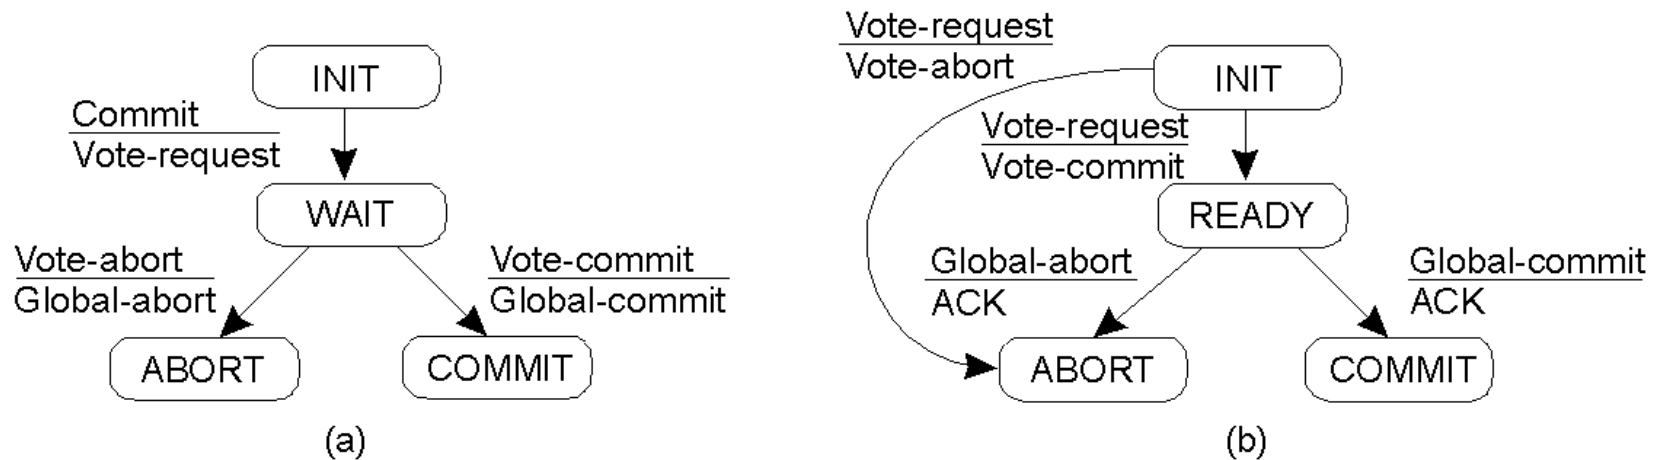 INIT
Commit
Vote-request
WAIT
Vote-abort
Global-abort
Vote-commit
Global-commit
ABORT
COMMIT
(a)
Vote-request
Vote-abort
INIT
Vote-request
Vote-commit
READY
Global-abort
ACK
Global-commit
ACK
ABORT
COMMIT
(b)